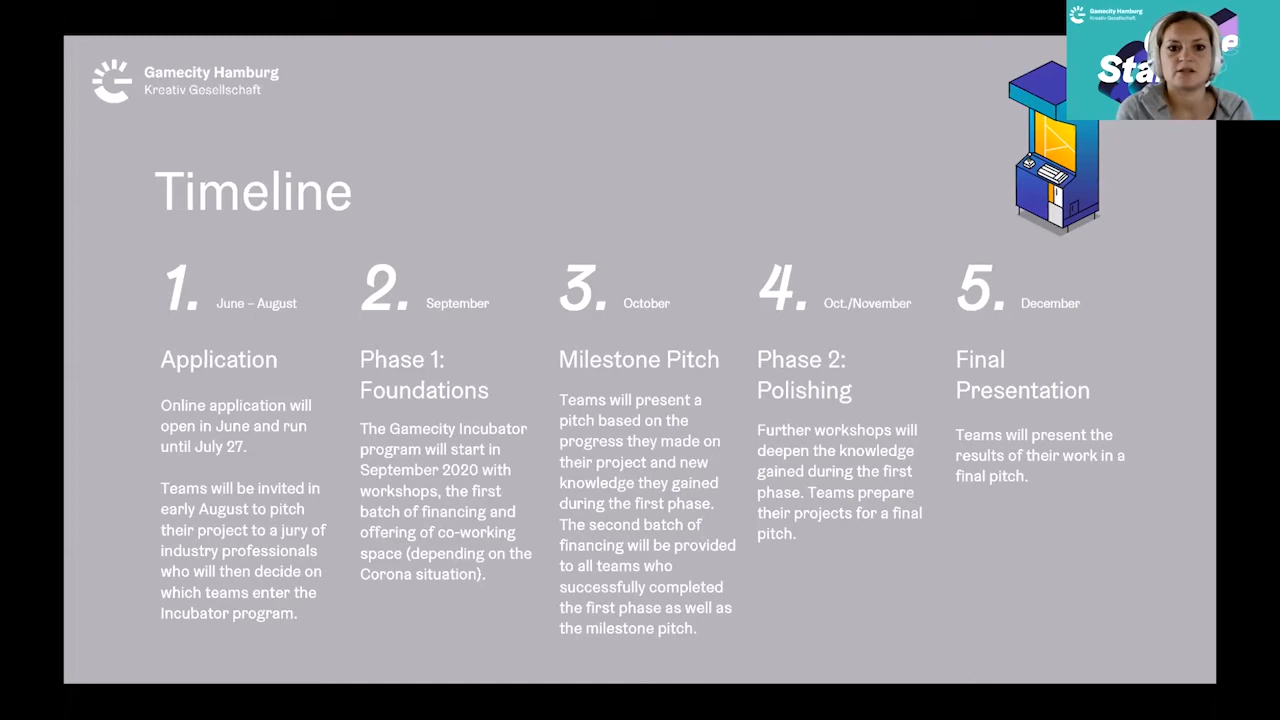 Gamecity Hamburg
Kreativ Gesellschaft
Gamecity Hamburg
Kreativ Gesellschaft
Timeline
1. June – August
Application
Online application will
open in June and run
until July 27.
Teams will be invited in
early August to pitch
their project to a jury of
industry professionals
who will then decide on
which teams enter the
Incubator program.
2. September
Phase 1:
Foundations
The Gamecity Incubator
program will start in
September 2020 with
workshops, the first
batch of financing and
offering of co-working
space (depending on the
Corona situation).
3. October
Milestone Pitch
Teams will present a
pitch based on the
progress they made on
their project and new
knowledge they gained
during the first phase.
The second batch of
financing will be provided
to all teams who
successfully completed
the first phase as well as
the milestone pitch.
4. Oct./November
Phase 2:
Polishing
Further workshops will
deepen the knowledge
gained during the first
phase. Teams prepare
their projects for a final
pitch.
5. December
Final
Presentation
Teams will present the
results of their work in a
final pitch.